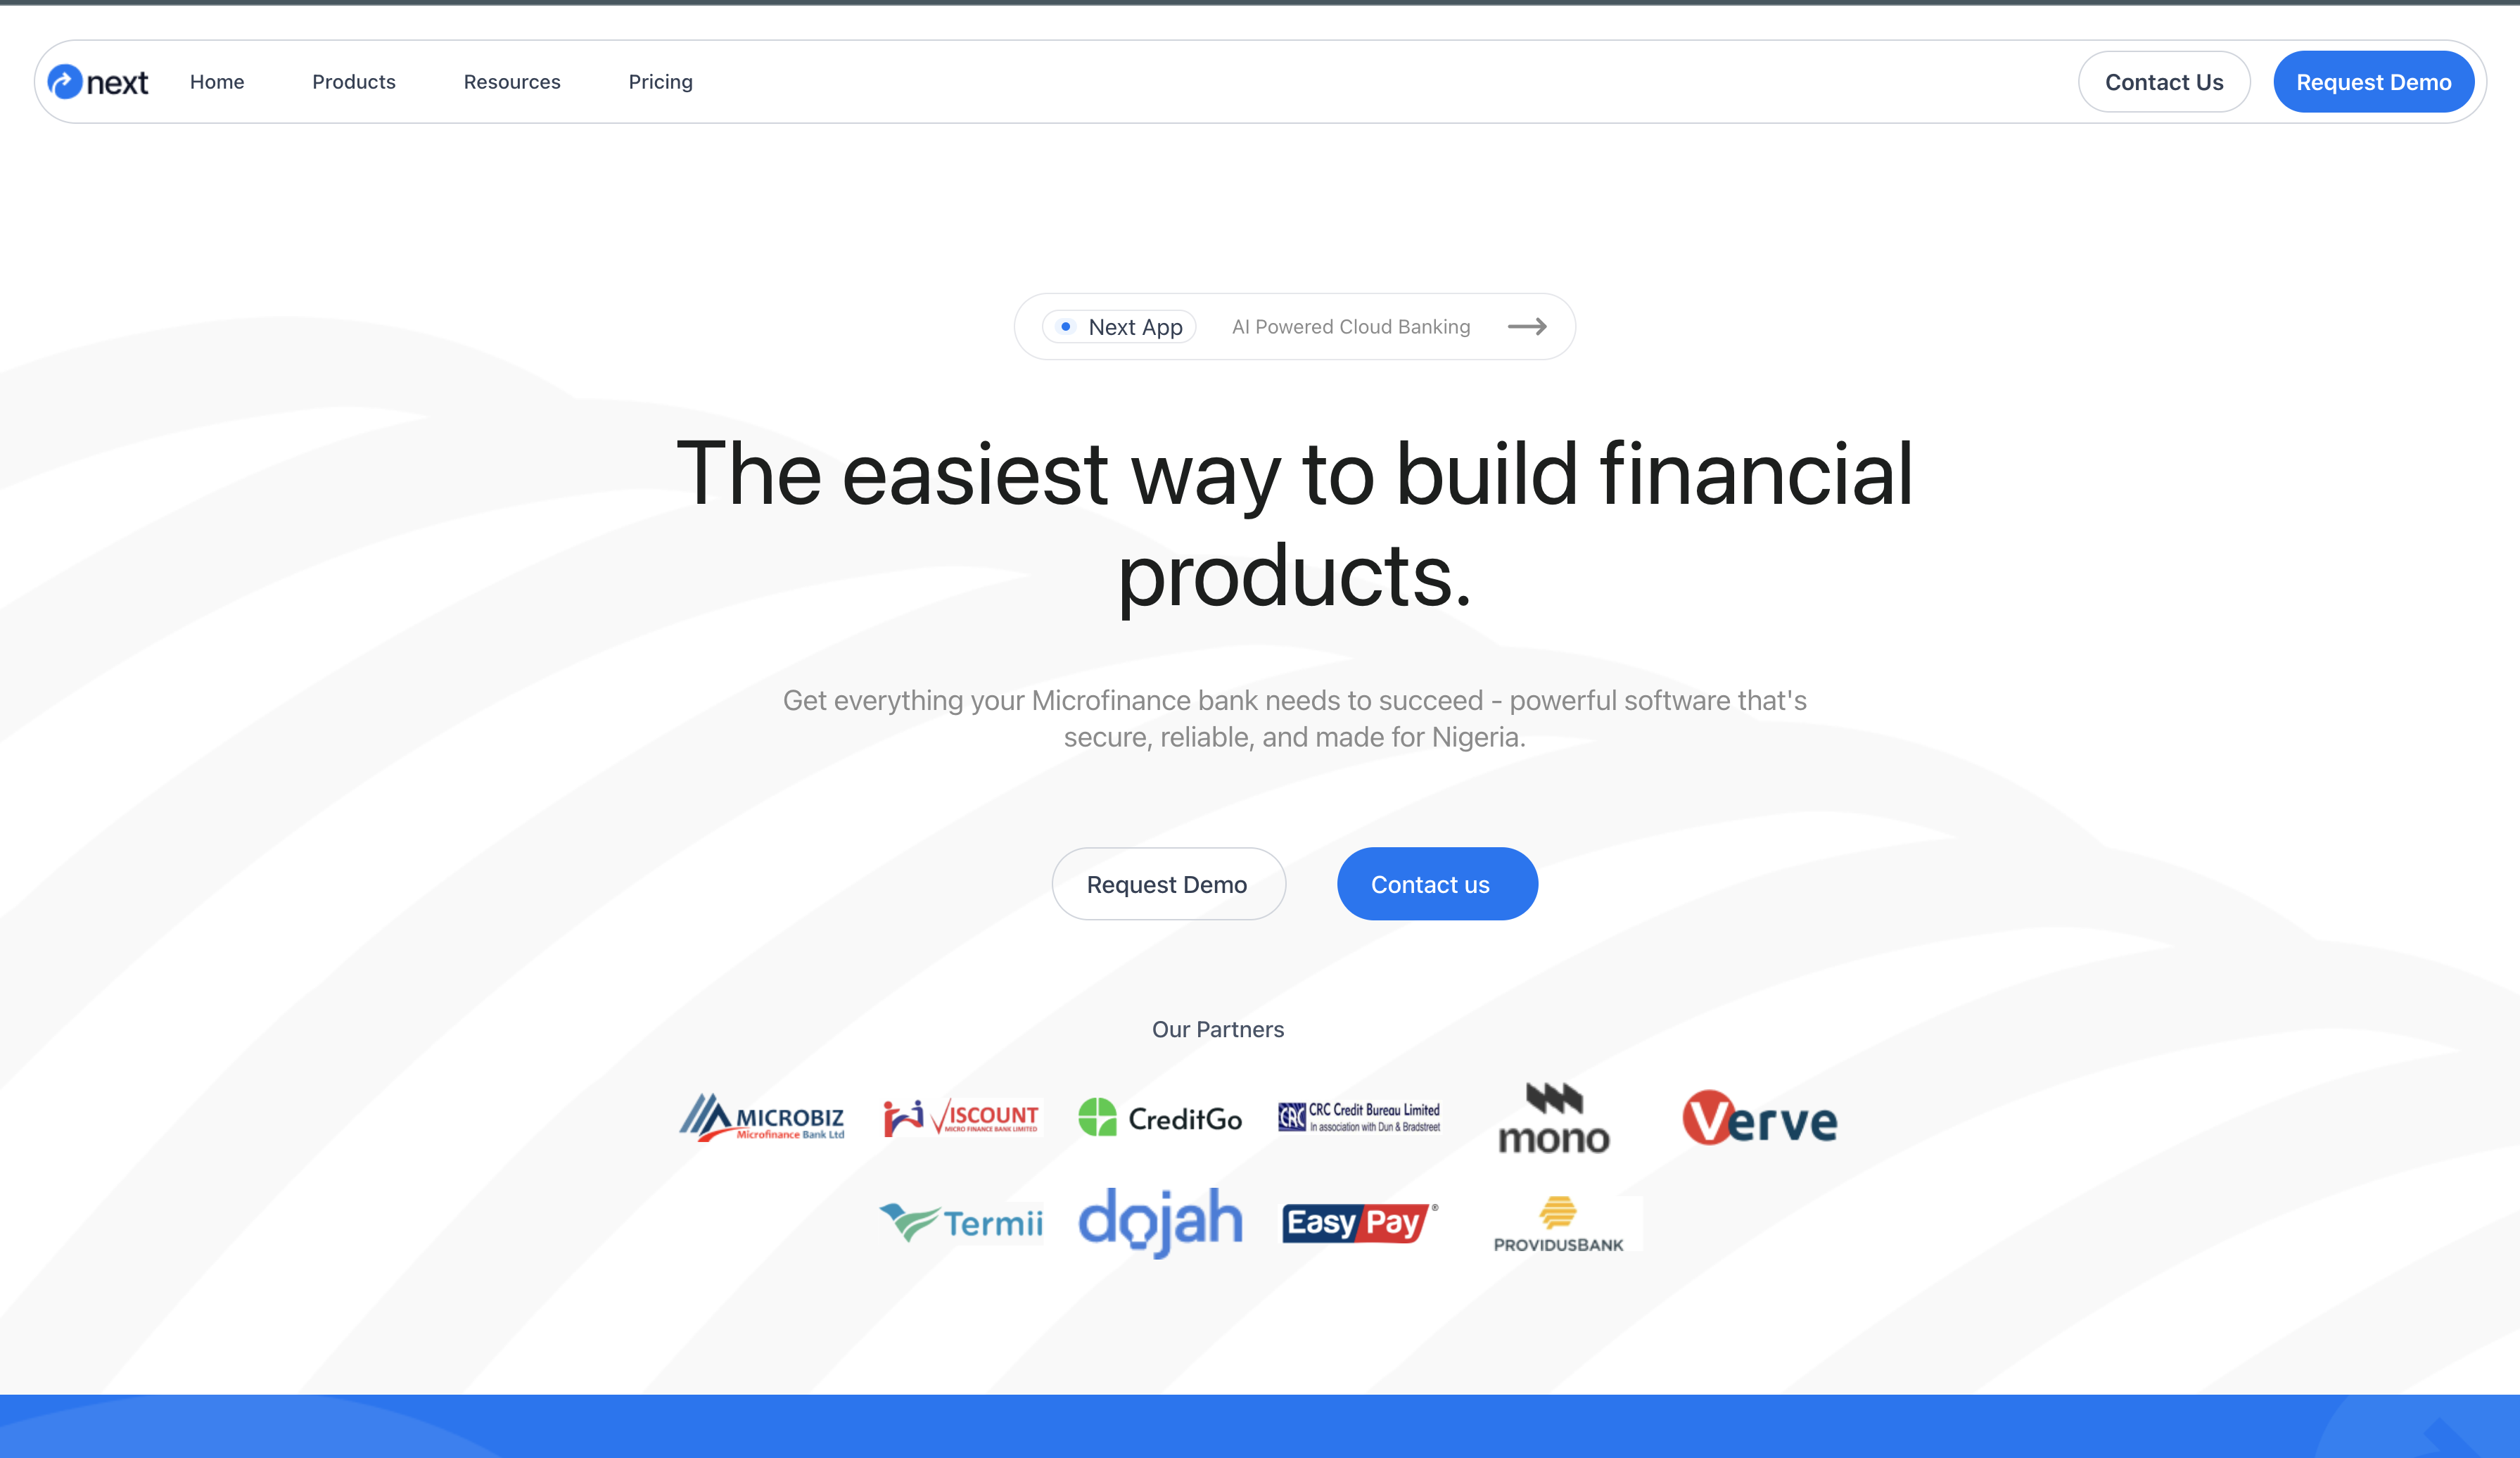 next
Home
Products
Resources
Pricing
Contact Us
Request Demo
Next App
AI Powered Cloud Banking
The easiest way to build financial
products.
Get everything your Microfinance bank needs to succeed - powerful software that's
secure, reliable, and made for Nigeria.
Request Demo
Contact us
Our Partners
MICROBIZ
Microfinance Bank Ltd
VISCOUNT
MICRO FINANCE BANK LIMITED
CreditGo
CRC
CRC Credit Bureau Limited
In association with Dun & Bradstreet
mono
Verve
Termii
dojah
Easy Pay®
PROVIDUSBANK